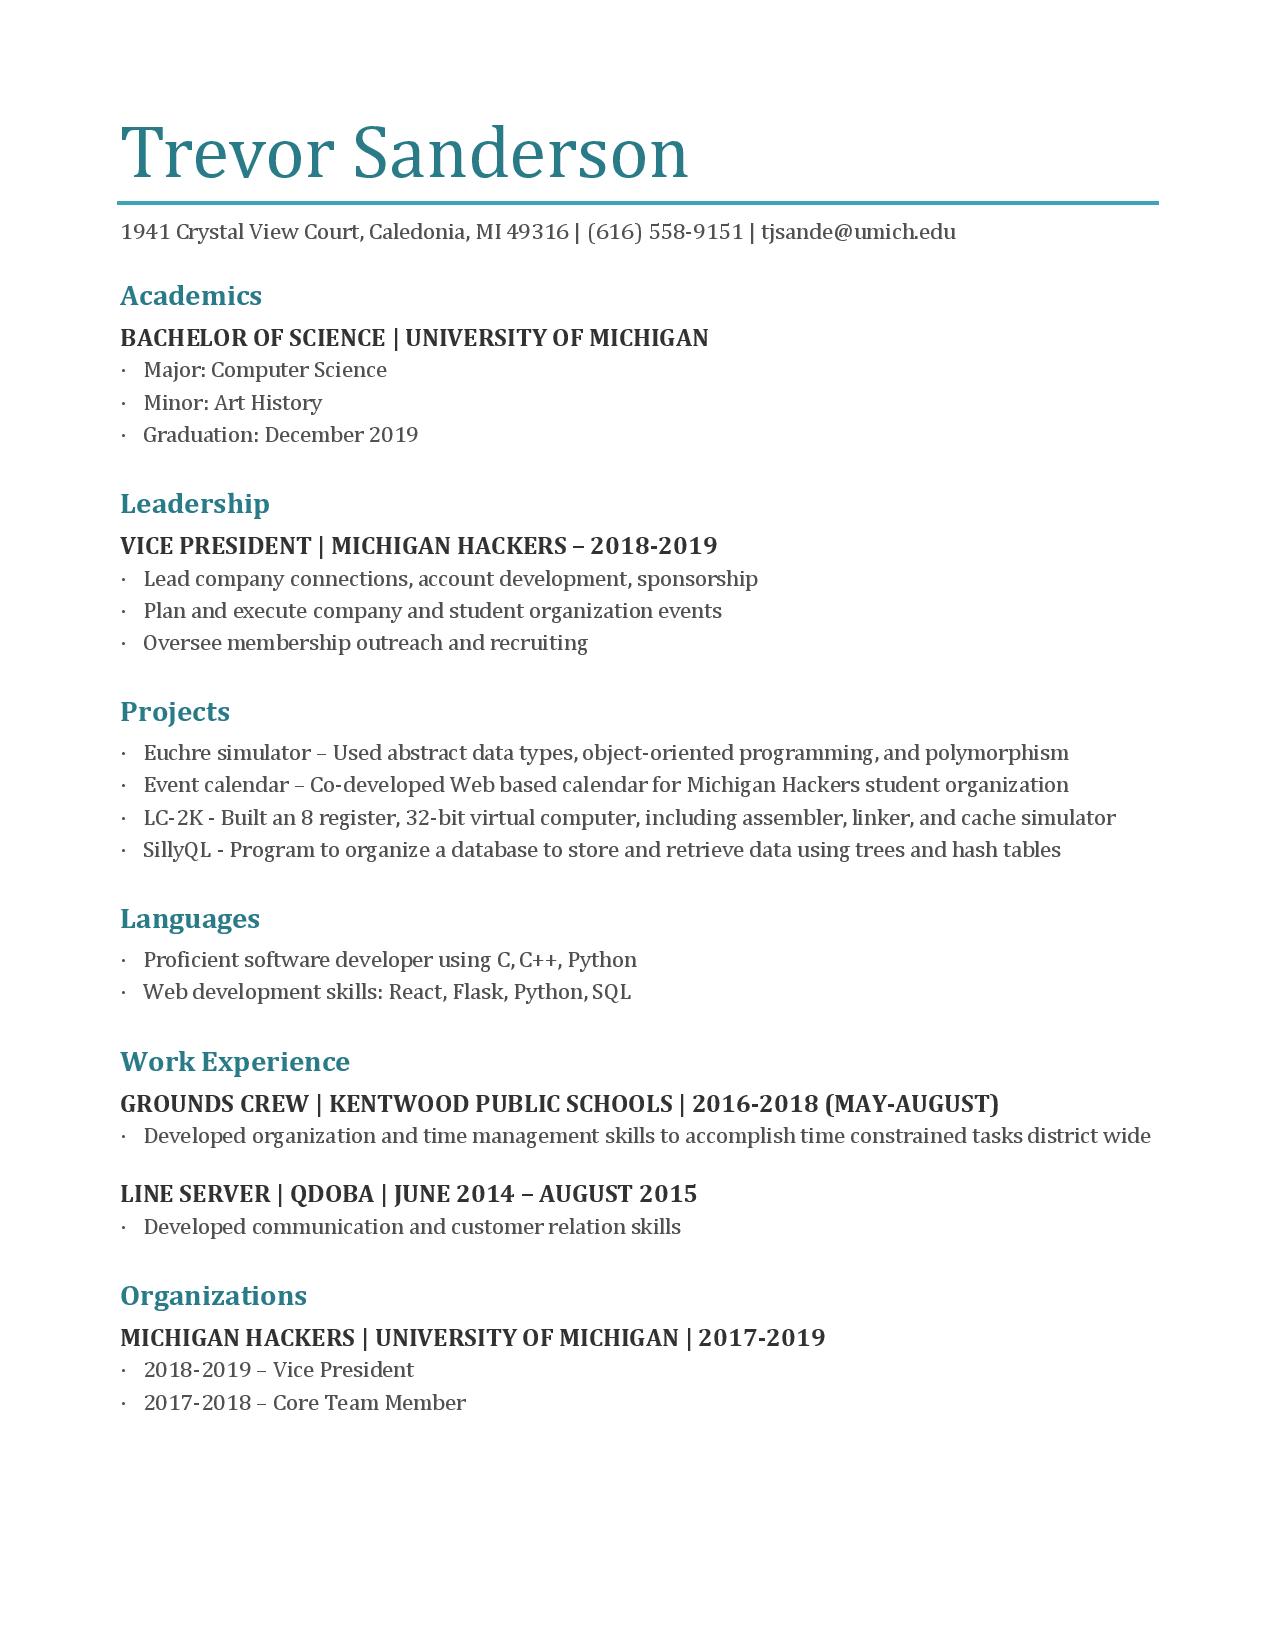 Trevor Sanderson
1941 Crystal View Court, Caledonia, MI 49316 | (616) 558-9151 | tjsande@umich.edu
Academics
BACHELOR OF SCIENCE | UNIVERSITY OF MICHIGAN
· Major: Computer Science
· Minor: Art History
· Graduation: December 2019
Leadership
VICE PRESIDENT | MICHIGAN HACKERS – 2018-2019
· Lead company connections, account development, sponsorship
· Plan and execute company and student organization events
· Oversee membership outreach and recruiting
Projects
· Euchre simulator – Used abstract data types, object-oriented programming, and polymorphism
· Event calendar – Co-developed Web based calendar for Michigan Hackers student organization
· LC-2K - Built an 8 register, 32-bit virtual computer, including assembler, linker, and cache simulator
· SillyQL - Program to organize a database to store and retrieve data using trees and hash tables
Languages
· Proficient software developer using C, C++, Python
· Web development skills: React, Flask, Python, SQL
Work Experience
GROUNDS CREW | KENTWOOD PUBLIC SCHOOLS | 2016-2018 (MAY-AUGUST)
· Developed organization and time management skills to accomplish time constrained tasks district wide
LINE SERVER | QDOBA | JUNE 2014 – AUGUST 2015
· Developed communication and customer relation skills
Organizations
MICHIGAN HACKERS | UNIVERSITY OF MICHIGAN | 2017-2019
· 2018-2019 – Vice President
· 2017-2018 – Core Team Member